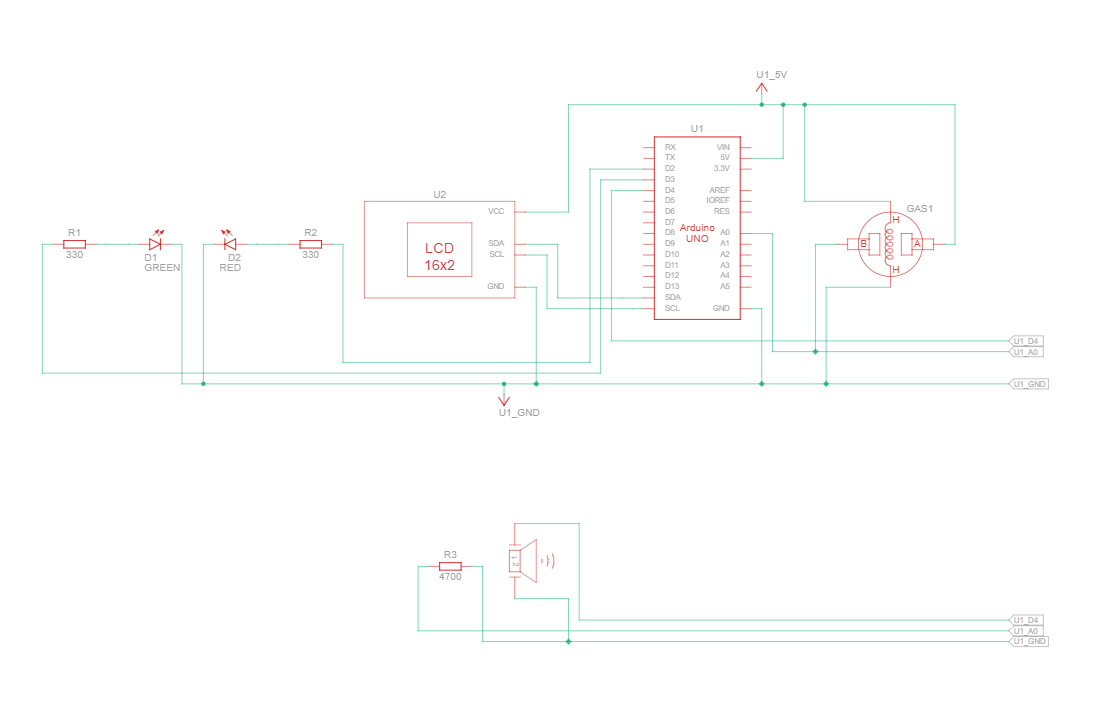 U1_5V
U1
RX
TX
D2
D3
D4
D5
D6
D7
D8
D9
D10
D11
D12
D13
SDA
SCL
VIN
5V
3.3V
AREF
IOREF
RES
A0
A1
A2
A3
A4
A5
GND
Arduino
UNO
U2
VCC
SDA
SCL
GND
LCD
16x2
R1
330
D1
GREEN
D2
RED
R2
330
GAS1
H
B
A
H
U1_D4
U1_A0
U1_GND
U1_GND
R3
4700
1 2
U1_D4
U1_A0
U1_GND